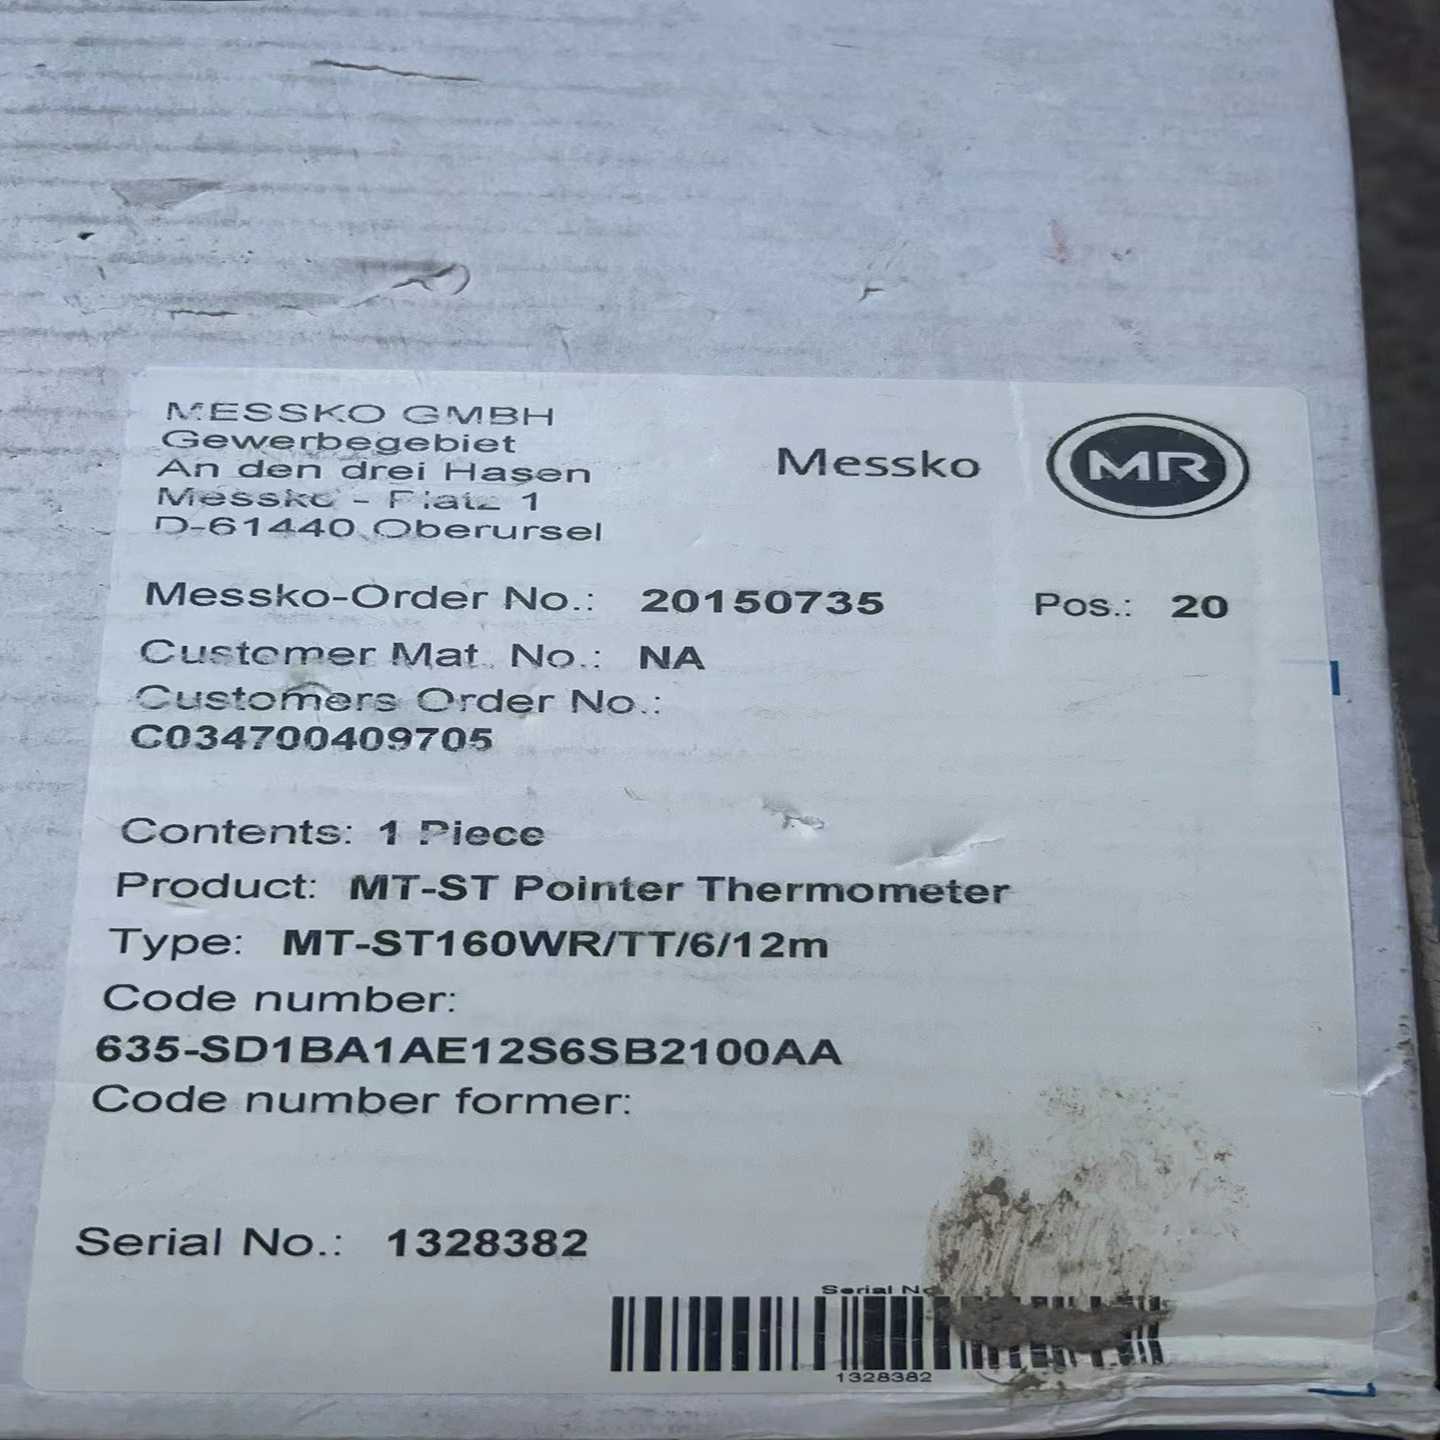 MESSKO GMBH
Gewerbegebiet
An den drei Hasen
Messko - Platz 1
D-61440 Oberursel
Messko MR
Messko-Order No.: 20150735 Pos.: 20
Customer Mat. No.: NA
Customers Order No.:
C034700409705
Contents: 1 Piece
Product: MT-ST Pointer Thermometer
Type: MT-ST160WR/TT/6/12m
Code number:
635-SD1BA1AE12S6SB2100AA
Code number former:
Serial No.: 1328382
Serial No
1328382